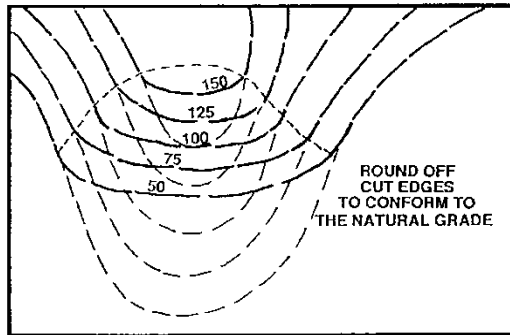 150
125
100
75
50
ROUND OFF
CUT EDGES
TO CONFORM TO
THE NATURAL GRADE